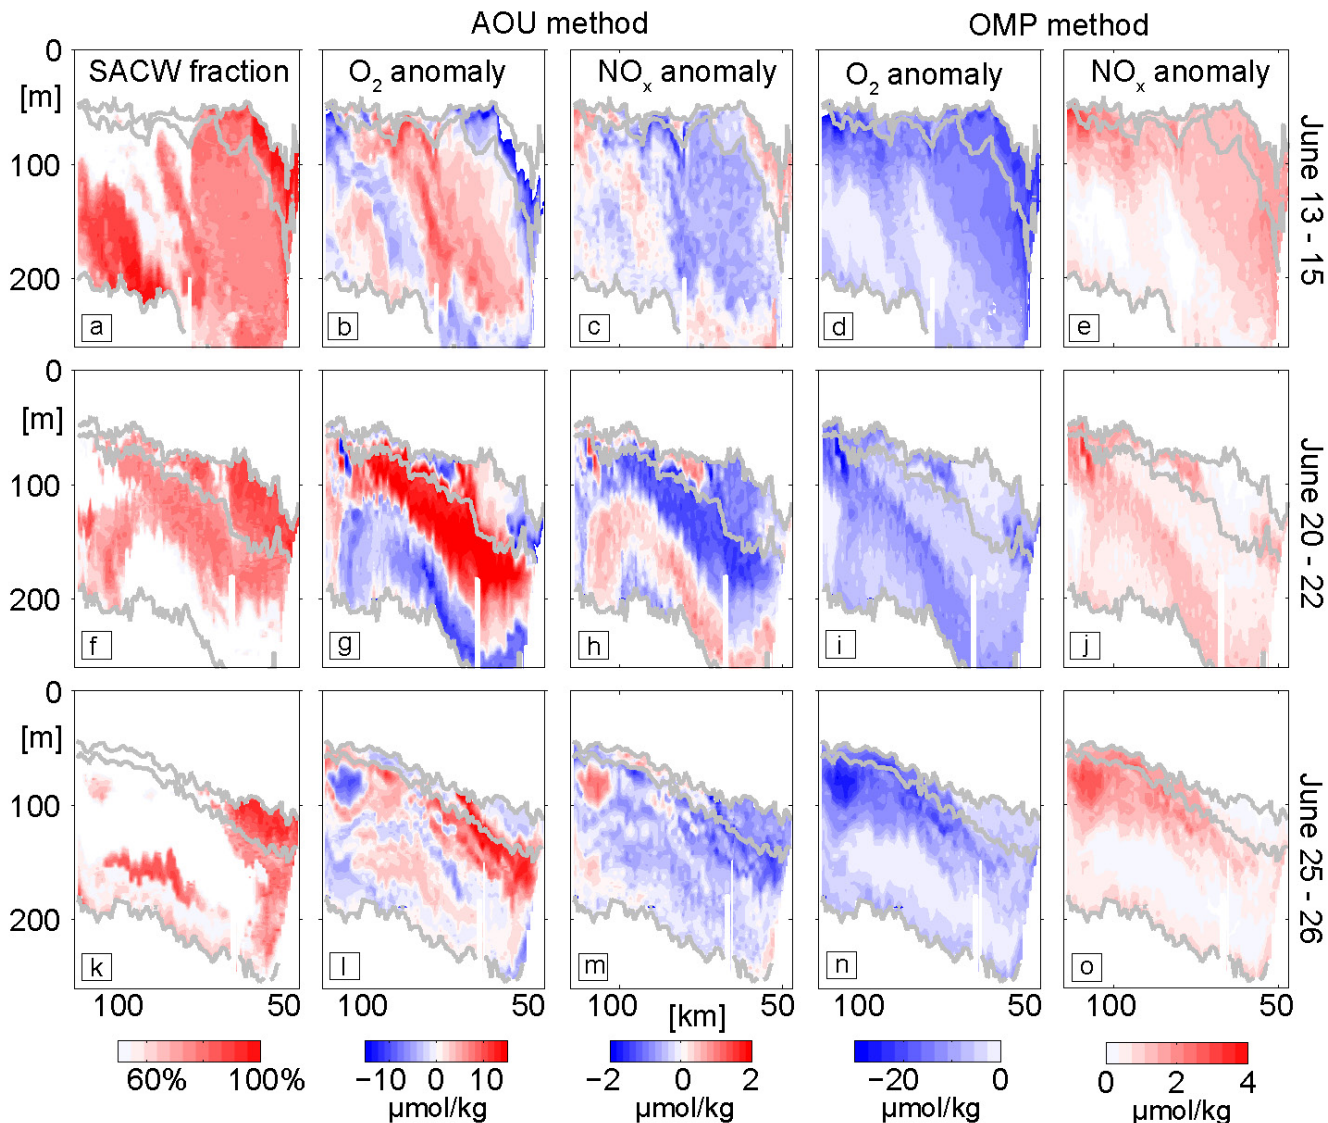 AOU method OMP method
SACW fraction O2 anomaly NOx anomaly O2 anomaly NOx anomaly
0
[m]
100
200
a b c d e
June 13 - 15
0
[m]
100
200
f g h i j
June 20 - 22
0
[m]
100
200
k l m n o
June 25 - 26
100 50 100 50 100 50 100 50 100 50
[km]
60% 100% −10 0 10 −2 0 2 −20 0 0 2 4
µmol/kg µmol/kg µmol/kg µmol/kg